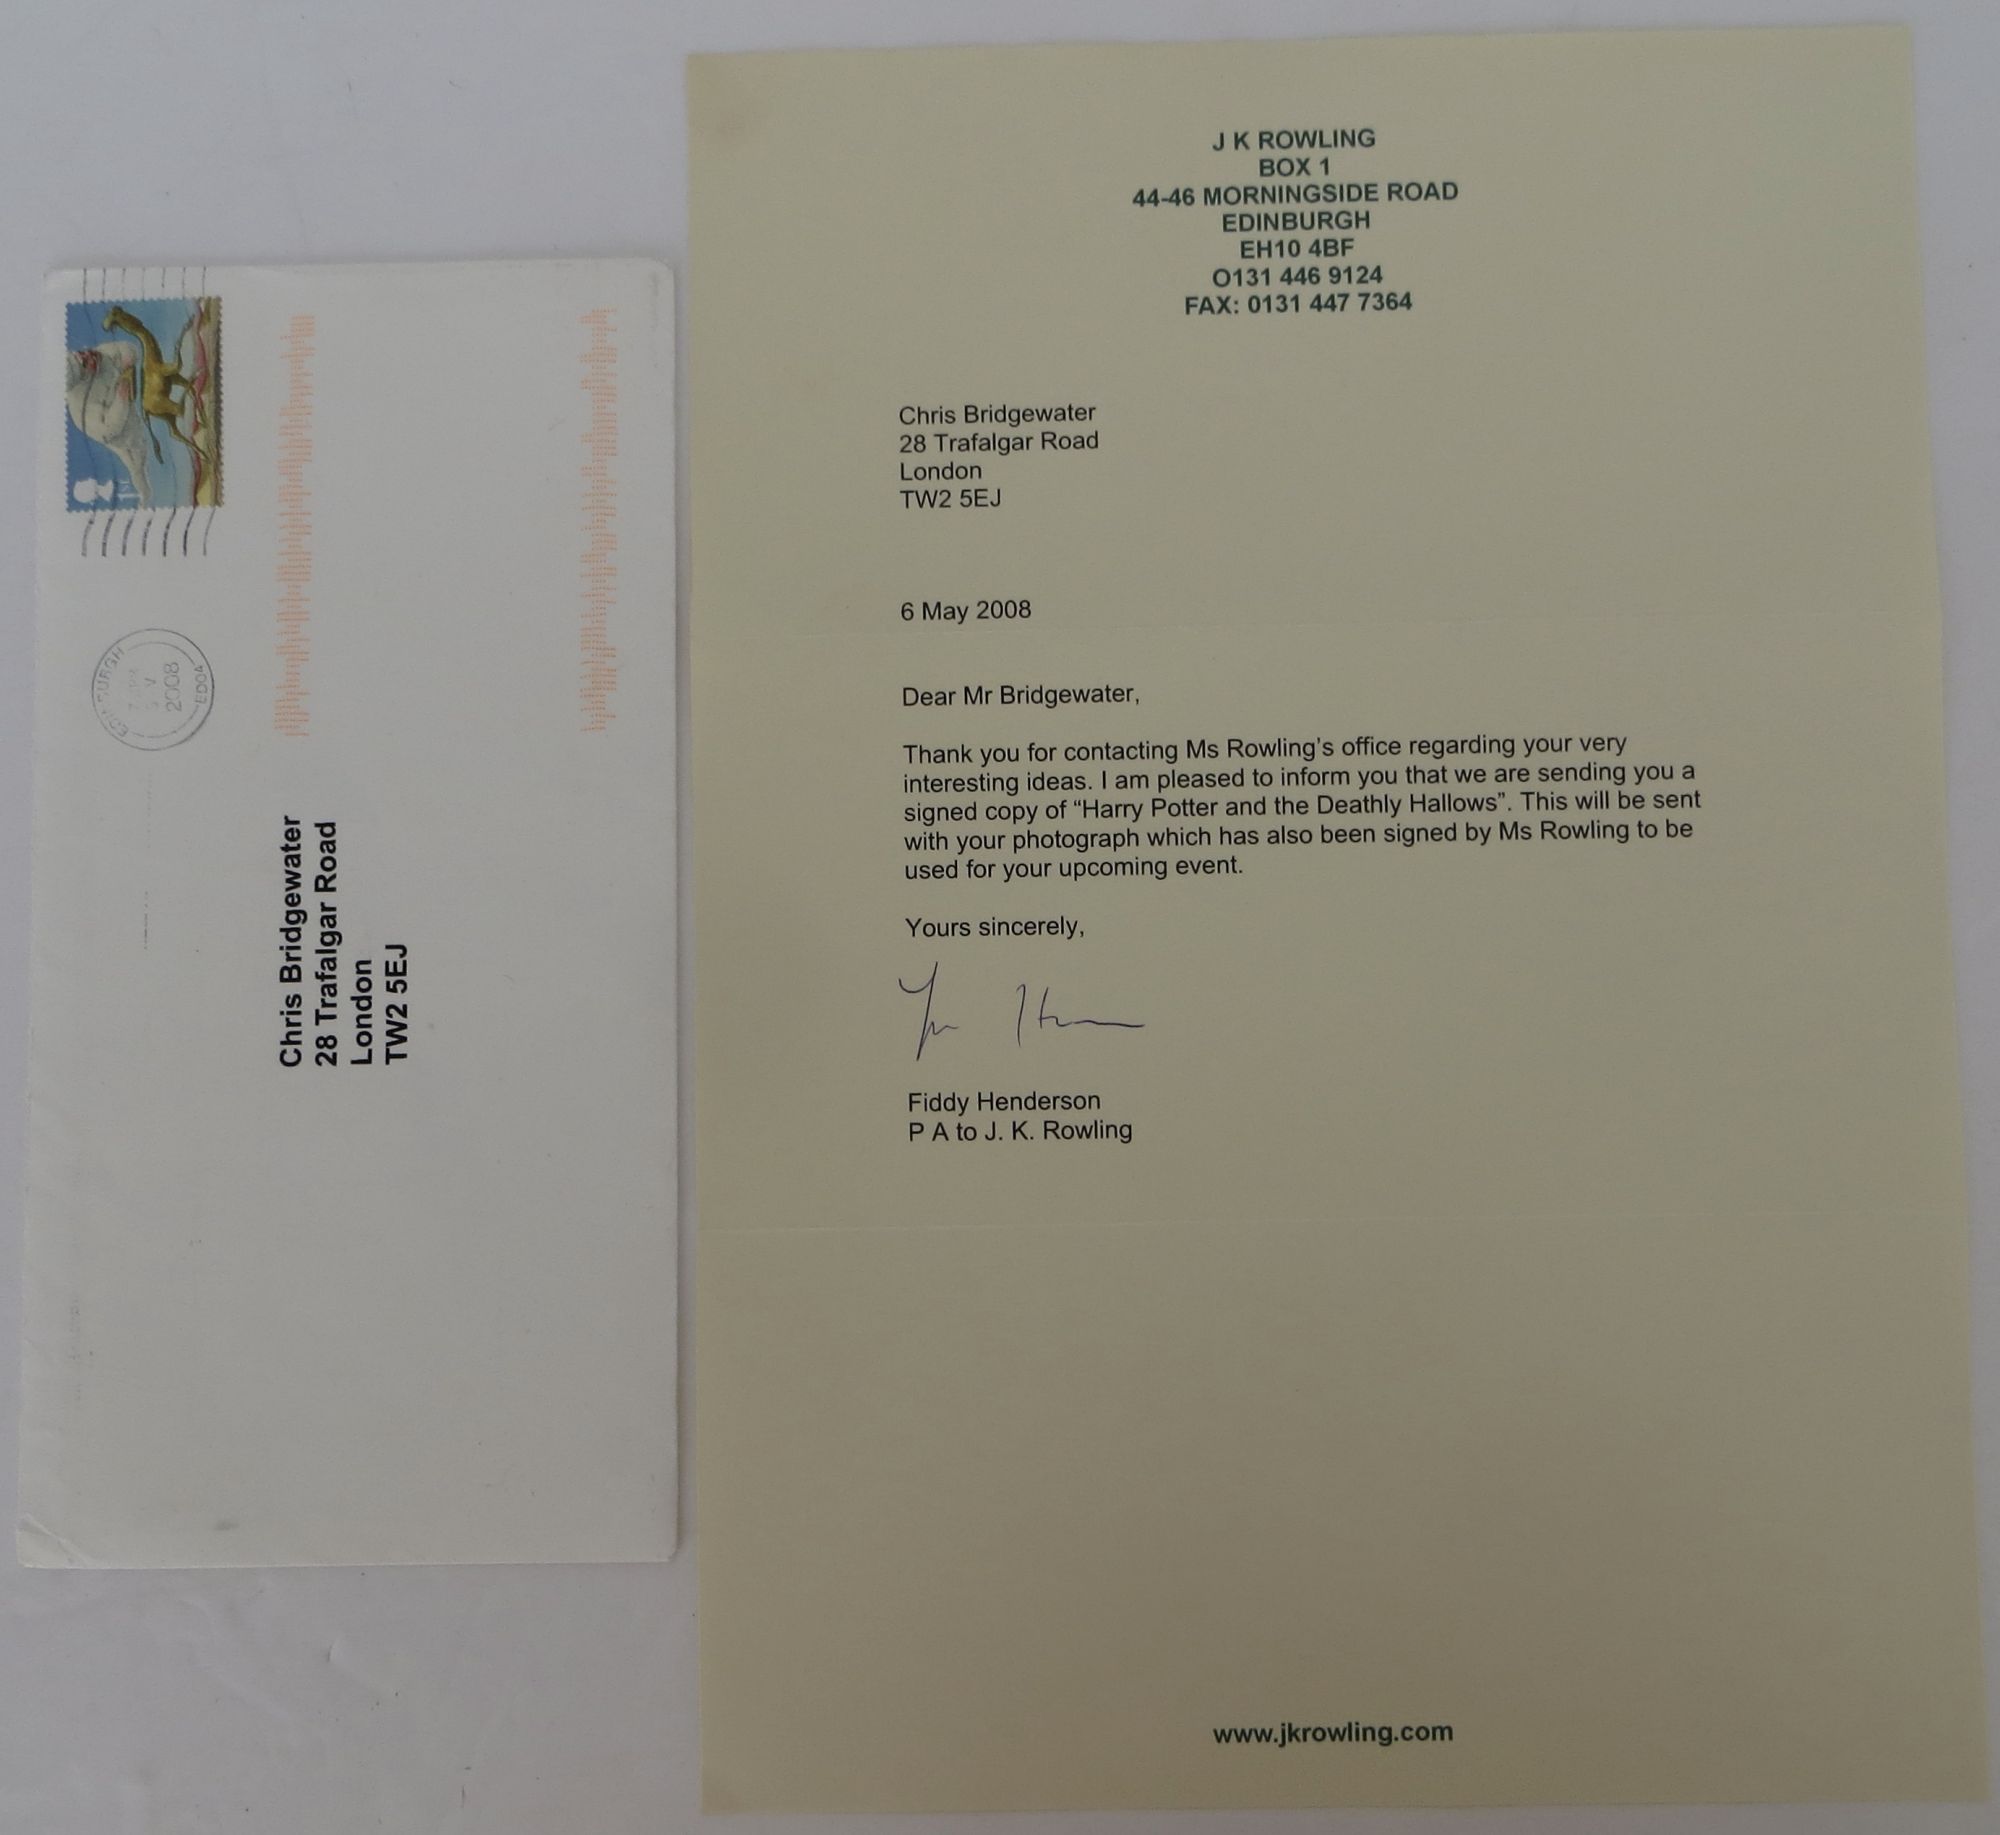 J K ROWLING
BOX 1
44-46 MORNINGSIDE ROAD
EDINBURGH
EH10 4BF
O131 446 9124
FAX: 0131 447 7364
Chris Bridgewater
28 Trafalgar Road
London
TW2 5EJ
6 May 2008
Dear Mr Bridgewater,
Thank you for contacting Ms Rowling's office regarding your very
interesting ideas. I am pleased to inform you that we are sending you a
signed copy of “Harry Potter and the Deathly Hallows”. This will be sent
with your photograph which has also been signed by Ms Rowling to be
used for your upcoming event.
Yours sincerely,
Fiddy Henderson
P A to J. K. Rowling
www.jkrowling.com
1ST
2008
Chris Bridgewater
28 Trafalgar Road
London
TW2 5EJ